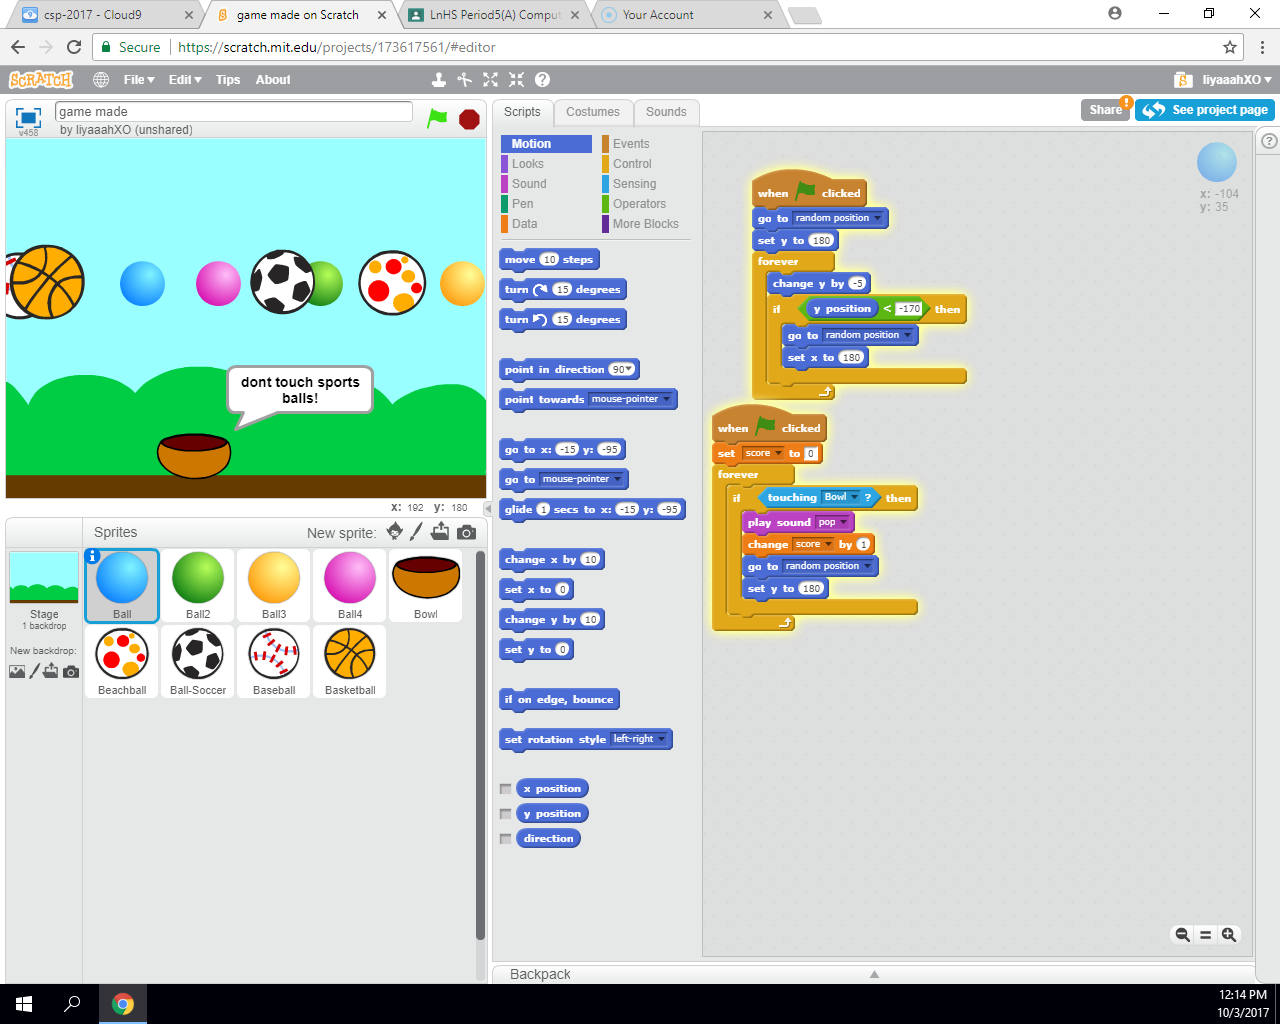 csp-2017 - Cloud9
game made on Scratch
LnHS Period5(A) Comput
Your Account
Secure
https://scratch.mit.edu/projects/173617561/#editor
SCRATCH
File
Edit
Tips
About
liyaaahXO
game made
by liyaaahXO (unshared)
v458
Scripts
Costumes
Sounds
Share
!
See project page
Motion
Looks
Sound
Pen
Data
Events
Control
Sensing
Operators
More Blocks
move 10 steps
turn 15 degrees
turn 15 degrees
point in direction 90
point towards mouse-pointer
go to x: -15 y: -95
go to mouse-pointer
glide 1 secs to x: -15 y: -95
change x by 10
set x to 0
change y by 10
set y to 0
if on edge, bounce
set rotation style left-right
x position
y position
direction
when clicked
go to random position
set y to 180
forever
change y by -5
if y position < -170 then
go to random position
set x to 180
when clicked
set score to 0
forever
if touching Bowl ? then
play sound pop
change score by 1
go to random position
set y to 180
x: -104
y: 35
?
dont touch sports
balls!
x: 192 y: 180
Sprites
New sprite:
Stage
1 backdrop
New backdrop:
Ball
Ball2
Ball3
Ball4
Bowl
Beachball
Ball-Soccer
Baseball
Basketball
Backpack
12:14 PM
10/3/2017